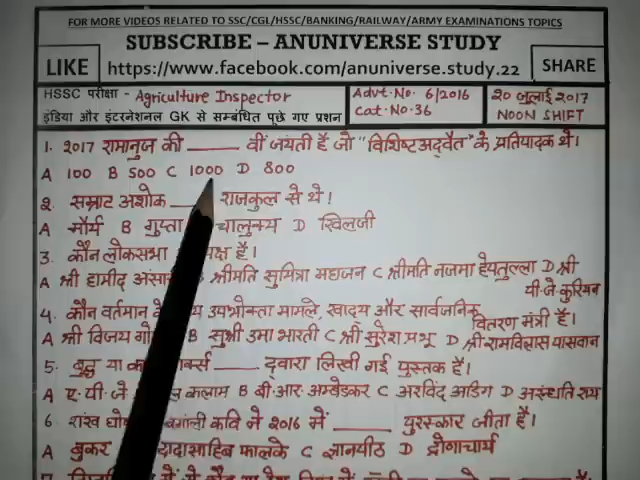 FOR MORE VIDEOS RELATED TO SSC/CGL/HSSC/BANKING/RAILWAY/ARMY EXAMINATIONS TOPICS
SUBSCRIBE – ANUNIVERSE STUDY
LIKE https://www.facebook.com/anuniverse.study.22 SHARE
HSSC परीक्षा - Agriculture Inspector
इंडिया और इंटरनेशनल GK से सम्बंधित पूछे गए प्रश्न
Advt. No. 6/2016
Cat. No. 36
20 जुलाई 2017
NOON SHIFT
1. 2017 रामानुज की ______ वीं जयंती है जो "विशिष्टअद्वैत" के प्रतिपादक थे।
A 100 B 500 C 1000 D 800
2. सम्राट अशोक राजकुल से थे।
A मौर्य B गुप्ता चालुक्य D खिलजी
3. कौन लोकसभा है।
A श्री हामीद श्रीमति सुमित्रा महाजन C श्रीमति नजमा हेपतुल्ला D श्री
पी.जे. कुरियन
4. कौन वर्तमान उपभोक्ता मामले, खाद्य और सार्वजनिक
वितरण मंत्री है।
A श्री विजय B सुश्री उमा भारती C श्री सुरेश प्रभू D श्री रामविलास पासवान
5. बुद्ध या ______ द्वारा लिखी गई पुस्तक है।
A ए.पी.जे. कलाम B बी.आर. अम्बेडकर C अरविंद अडिग D अरुंधति राय
6. शंख बंगाली कवि ने 2016 में ______ पुरस्कार जीता है।
A बुकर दादासाहिब फालके C ज्ञानपीठ D द्रोणाचार्य